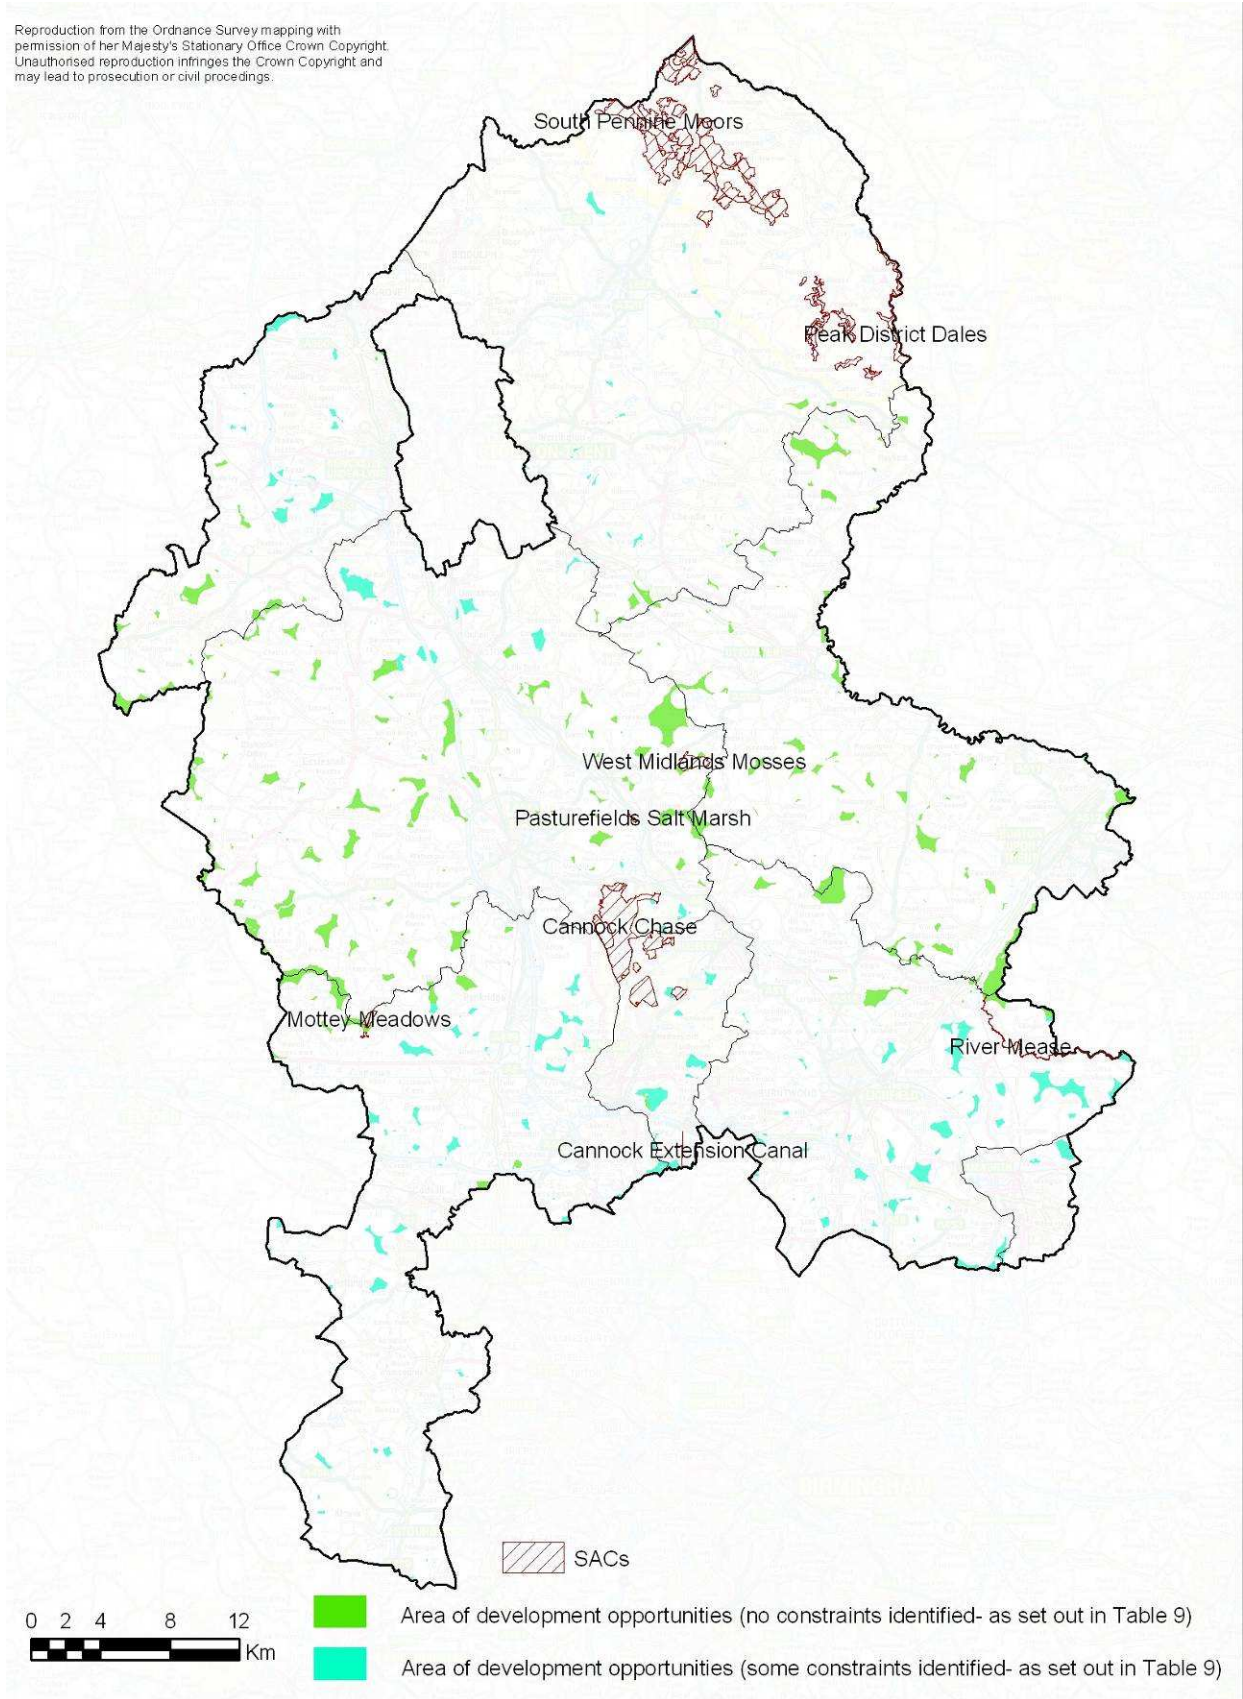 Reproduction from the Ordnance Survey mapping with
permission of her Majesty's Stationary Office Crown Copyright.
Unauthorised reproduction infringes the Crown Copyright and
may lead to prosecution or civil procedings.
South Pennine Moors
Peak District Dales
West Midlands Mosses
Pasturefields Salt Marsh
Cannock Chase
Mottey Meadows
River Mease
Cannock Extension Canal
SACs
0 2 4 8 12
Km
Area of development opportunities (no constraints identified- as set out in Table 9)
Area of development opportunities (some constraints identified- as set out in Table 9)